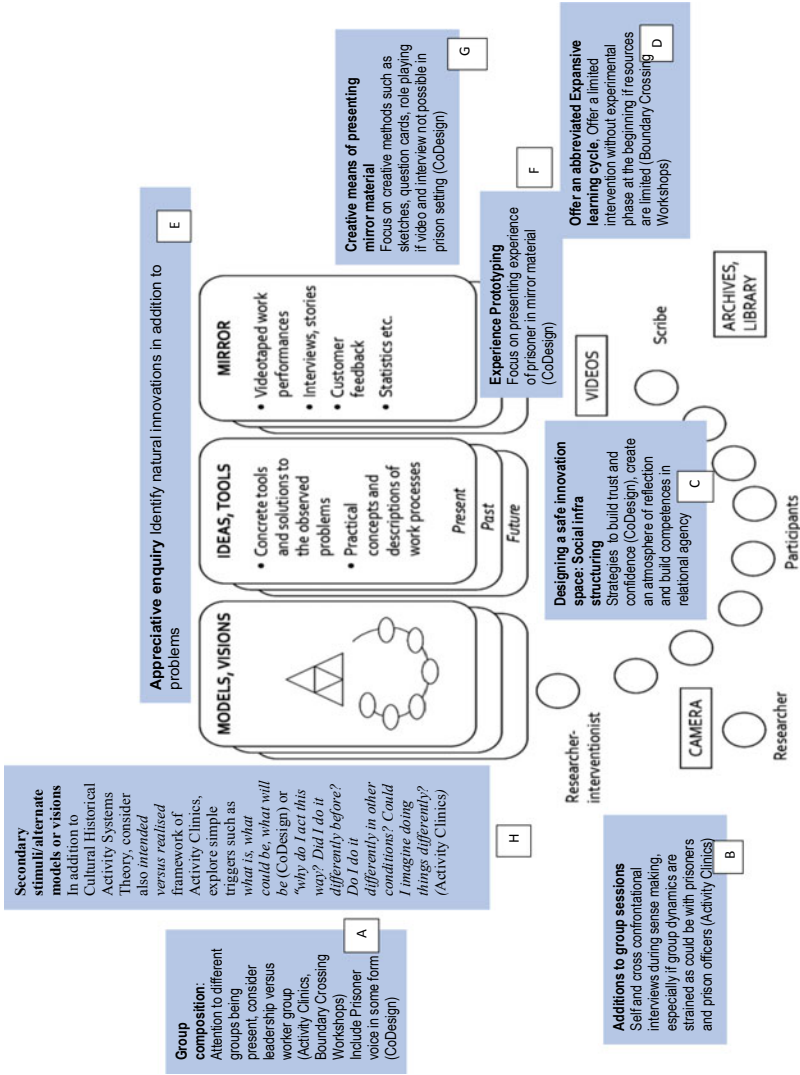 Group
composition:
Attention to different
groups being
present, consider
leadership versus
worker group
(Activity Clinics,
Boundary Crossing
Workshops)
Include Prisoner
voice in some form
(CoDesign)
A
Secondary
stimuli/alternate
models or visions
In addition to
Cultural Historical
Activity Systems
Theory, consider
also intended
versus realised
framework of
Activity Clinics,
explore simple
triggers such as
what is, what
could be, what will
be (CoDesign) or
“why do I act this
way? Did I do it
differently before?
Do I do it
differently in other
conditions? Could
I imagine doing
things differently?
(Activity Clinics)
H
Appreciative enquiry Identify natural innovations in addition to
problems
E
Creative means of presenting
mirror material
Focus on creative methods such as
sketches, question cards, role playing
if video and interview not possible in
prison setting (CoDesign)
G
MODELS, VISIONS
IDEAS, TOOLS
• Concrete tools
and solutions to
the observed
problems
• Practical
concepts and
descriptions of
work processes
Present
Past
Future
MIRROR
• Videotaped work
performances
• Interviews, stories
• Customer
feedback
• Statistics etc.
Experience Prototyping
Focus on presenting experience
of prisoner in mirror material
(CoDesign)
F
Offer an abbreviated Expansive
learning cycle, Offer a limited
intervention without experimental
phase at the beginning if resources
are limited (Boundary Crossing
Workshops)
D
Researcher-
interventionist
Designing a safe innovation
space: Social infra
structuring
Strategies to build trust and
confidence (CoDesign), create
an atmosphere of reflection
and build competences in
relational agency
C
VIDEOS
Scribe
ARCHIVES,
LIBRARY
Additions to group sessions
Self and cross confrontational
interviews during sense making,
especially if group dynamics are
strained as could be with prisoners
and prison officers (Activity Clinics)
B
CAMERA
Researcher
Participants